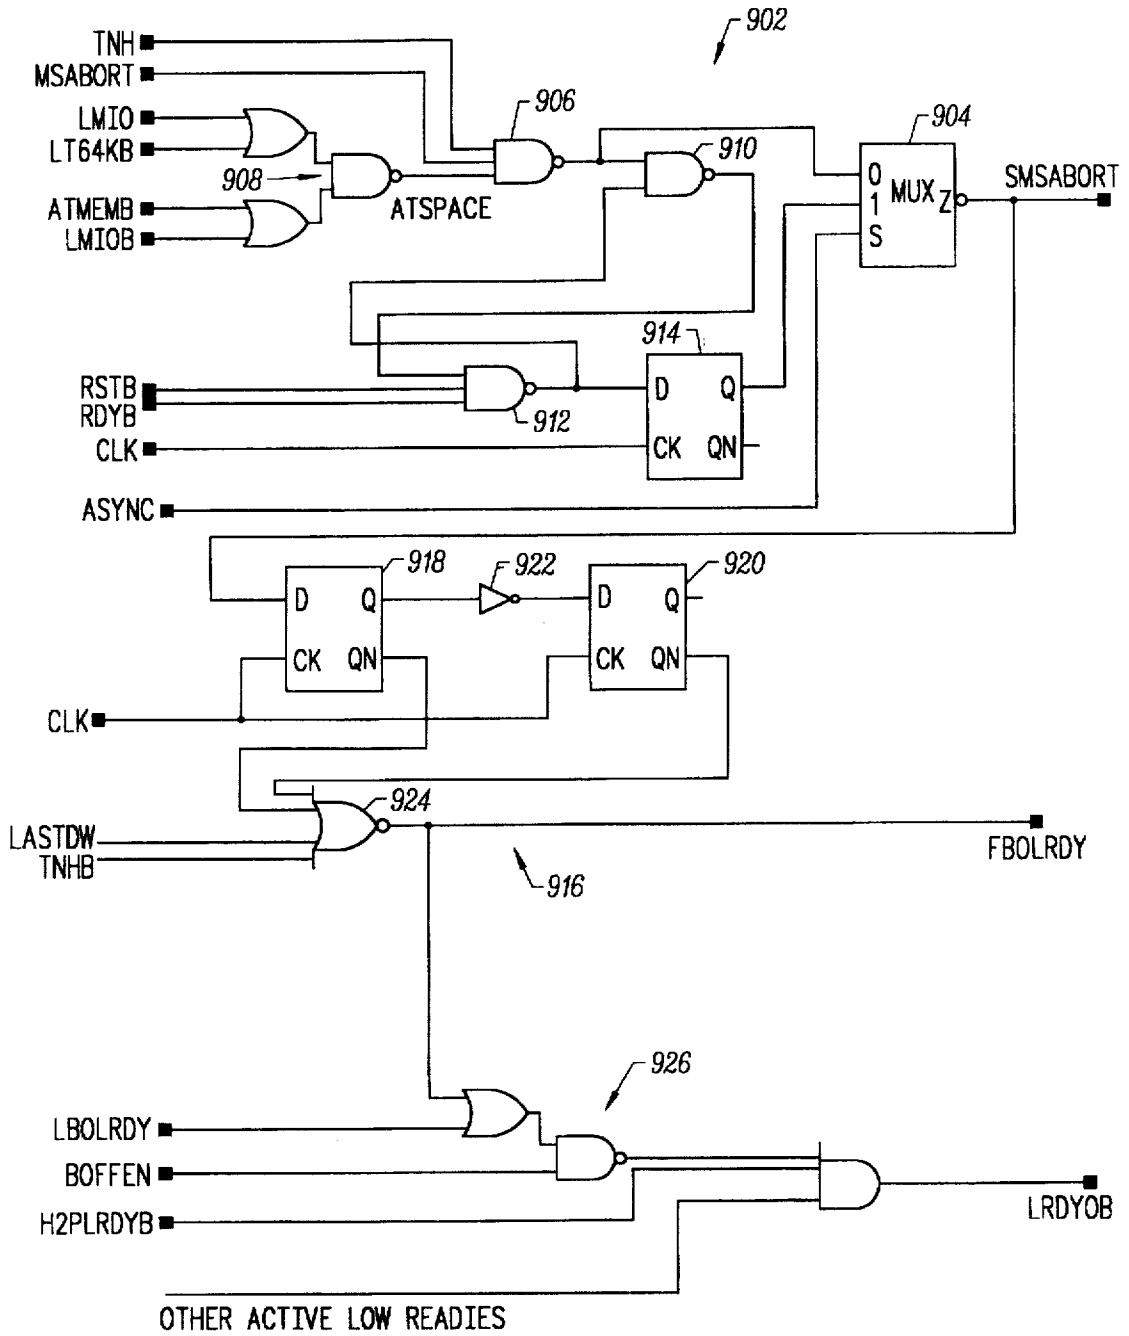 902
TNH
MSABORT
LMIO
LT64KB
908
ATMEMB
LMIOB
ATSPACE
906
910
904
0
1
S
MUX
Z
SMSABORT
RSTB
RDYB
912
914
D
Q
CK
QN
CLK
ASYNC
918
D
Q
CK
QN
922
920
D
Q
CK
QN
CLK
924
LASTDW
TNHB
FBOLRDY
916
926
LBOLRDY
BOFFEN
H2PLRDYB
LRDYOB
OTHER ACTIVE LOW READIES